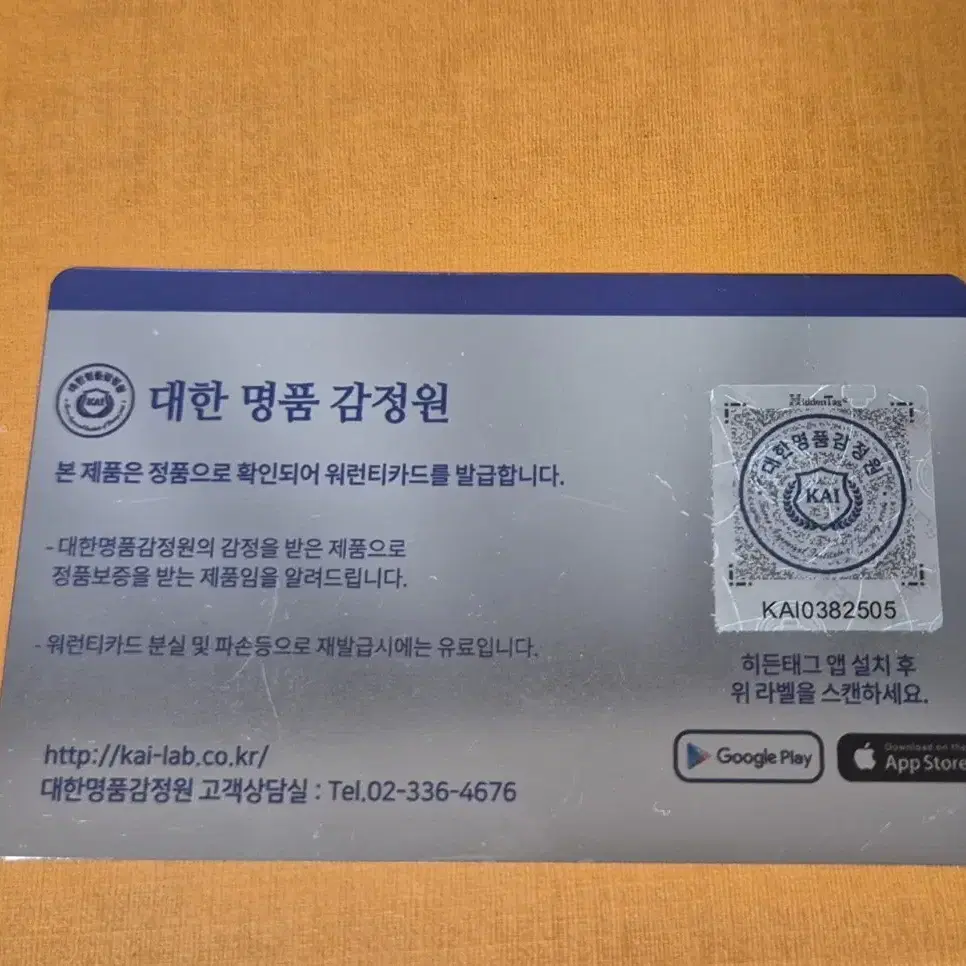 대한 명품 감정원
KAI
본 제품은 정품으로 확인되어 워런티카드를 발급합니다.
- 대한명품감정원의 감정을 받은 제품으로
정품보증을 받는 제품임을 알려드립니다.
- 워런티카드 분실 및 파손등으로 재발급시에는 유료입니다.
http://kai-lab.co.kr/
대한명품감정원 고객상담실 : Tel.02-336-4676
HiddenTag
대한명품감정원
KAI
KAI0382505
히든태그 앱 설치 후
위 라벨을 스캔하세요.
Google Play
Download on the
App Store